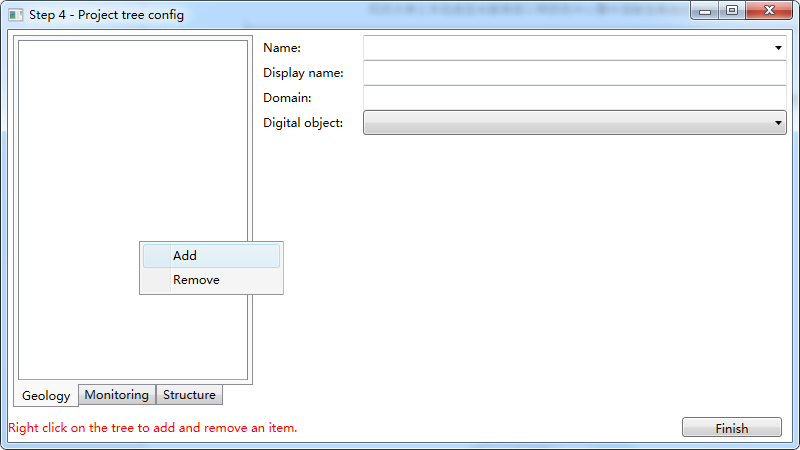 Step 4 - Project tree config
Name:
Display name:
Domain:
Digital object:
Add
Remove
Geology
Monitoring
Structure
Right click on the tree to add and remove an item.
Finish